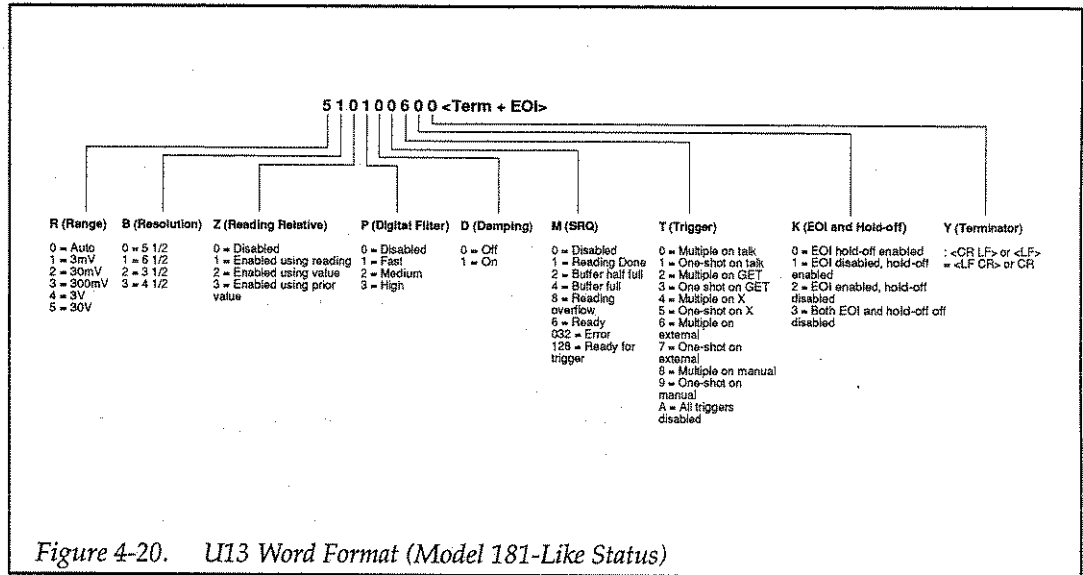 5 1 0 1 0 0 6 0 0 <Term + EOI>
R (Range)
0 = Auto
1 = 3mV
2 = 30mV
3 = 300mV
4 = 3V
5 = 30V
B (Resolution)
0 = 5 1/2
1 = 6 1/2
2 = 3 1/2
3 = 4 1/2
Z (Reading Relative)
0 = Disabled
1 = Enabled using reading
2 = Enabled using value
3 = Enabled using prior
value
P (Digital Filter)
0 = Disabled
1 = Fast
2 = Medium
3 = High
D (Damping)
0 = Off
1 = On
M (SRQ)
0 = Disabled
1 = Reading Done
2 = Buffer half full
4 = Buffer full
8 = Reading
overflow
6 = Ready
032 = Error
128 = Ready for
trigger
T (Trigger)
0 = Multiple on talk
1 = One-shot on talk
2 = Multiple on GET
3 = One shot on GET
4 = Multiple on X
5 = One-shot on X
6 = Multiple on
external
7 = One-shot on
external
8 = Multiple on manual
9 = One-shot on
manual
A = All triggers
disabled
K (EOI and Hold-off)
0 = EOI hold-off enabled
1 = EOI disabled, hold-off
enabled
2 = EOI enabled, hold-off
disabled
3 = Both EOI and hold-off off
disabled
Y (Terminator)
: <CR LF> or <LF>
= <LF CR> or CR
Figure 4-20. U13 Word Format (Model 181-Like Status)